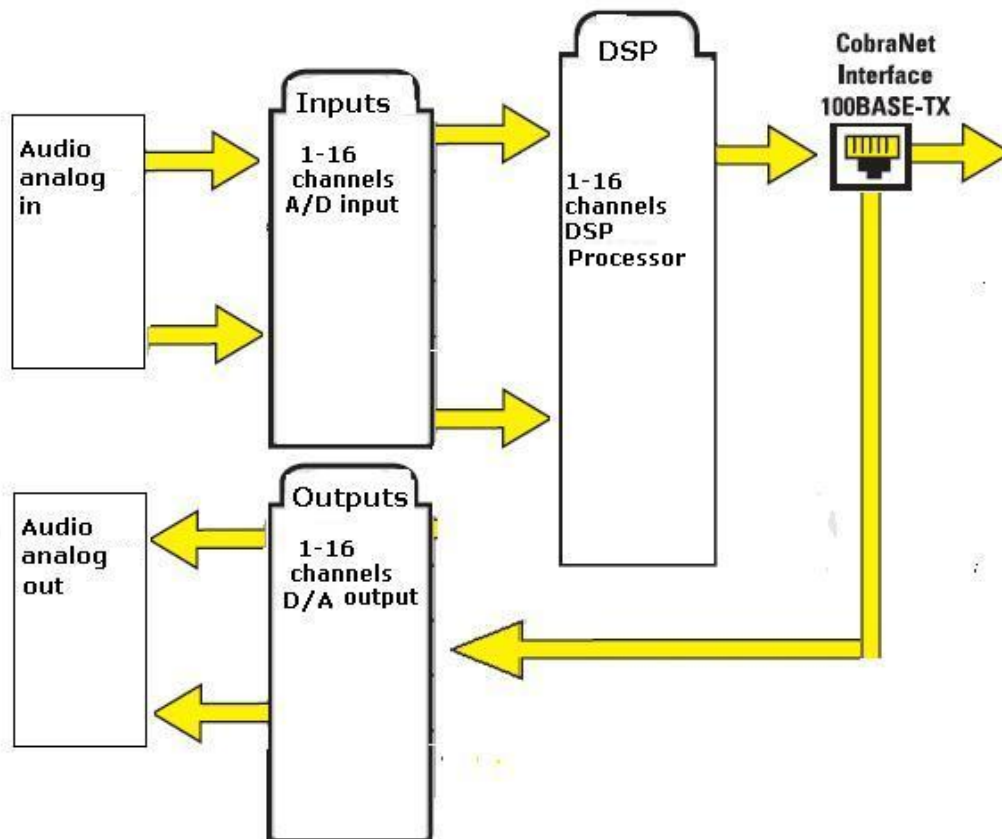 Audio
analog
in
Inputs
1-16
channels
A/D input
DSP
1-16
channels
DSP
Processor
CobraNet
Interface
100BASE-TX
Audio
analog
out
Outputs
1-16
channels
D/A output